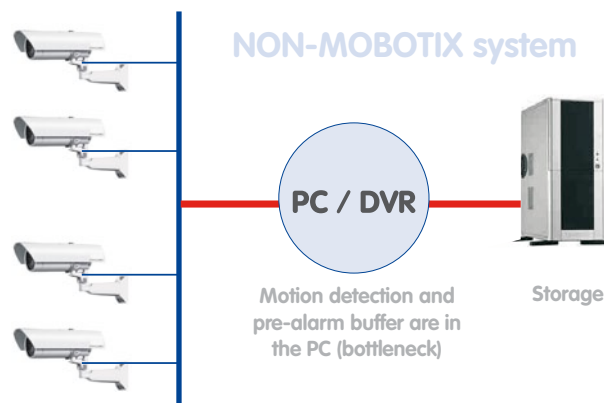 NON-MOBOTIX system
PC / DVR
Motion detection and
pre-alarm buffer are in
the PC (bottleneck)
Storage